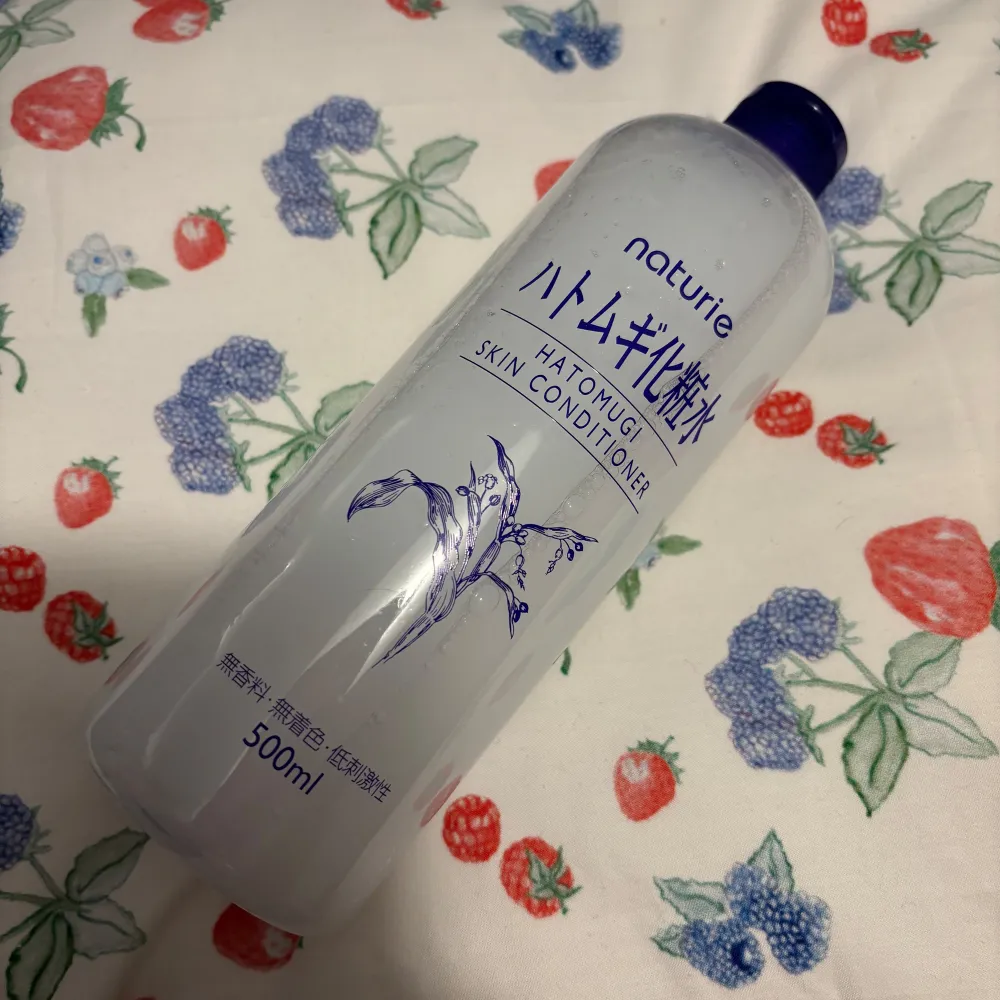 naturie
ハトムギ化粧水
HATOMUGI
SKIN CONDITIONER
無香料·無着色·低刺激性
500ml